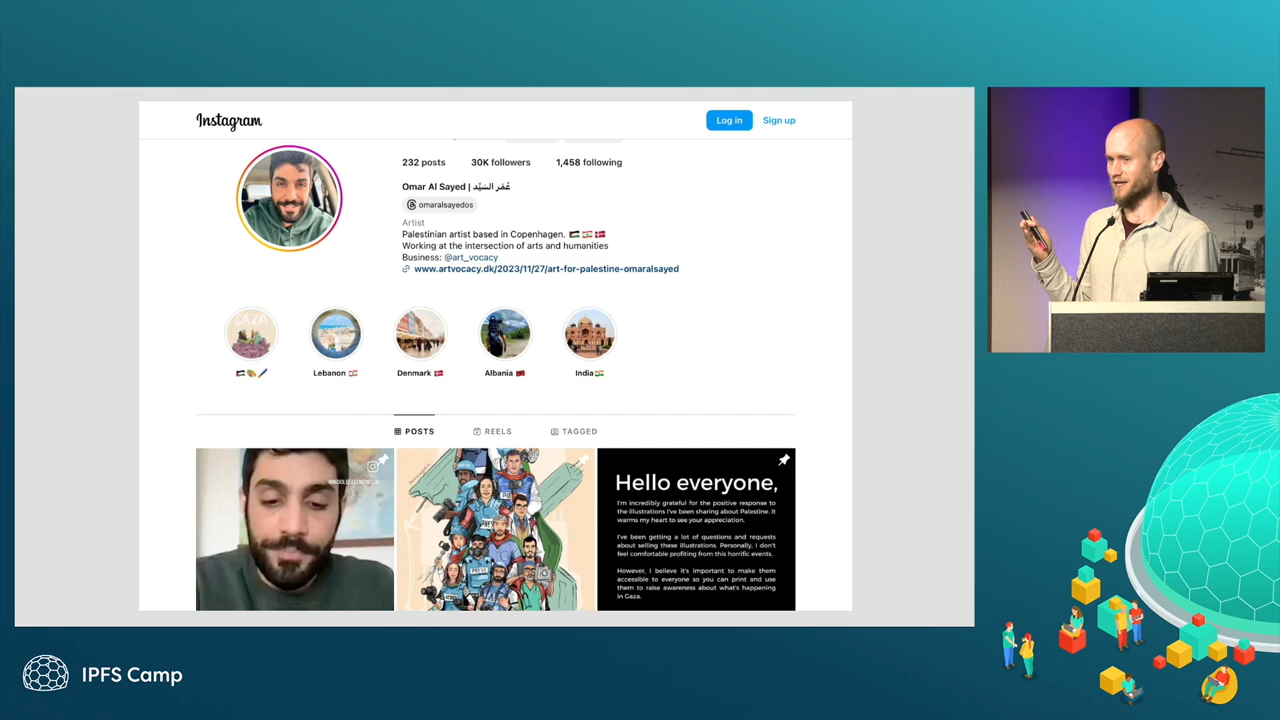 Instagram
Log in
Sign up
232 posts
30K followers
1,458 following
Omar Al Sayed | عُمَر السَيِّد
omaralsayedos
Artist
Palestinian artist based in Copenhagen. 🇵🇸 🇱🇧 🇩🇰
Working at the intersection of arts and humanities
Business: @art_vocacy
www.artvocacy.dk/2023/11/27/art-for-palestine-omaralsayed
GAZA
🇵🇸🎨🖊️
Lebanon 🇱🇧
Denmark 🇩🇰
Albania 🇦🇱
India🇮🇳
POSTS
REELS
TAGGED
@MIDDLEEASTMONITOR
PRESS
PRESS
Hello everyone,
I'm incredibly grateful for the positive response to
the illustrations I've been sharing about Palestine. It
warms my heart to see your appreciation.
I've been getting a lot of questions and requests
about selling these illustrations. Personally, I don't
feel comfortable profiting from this horrific events.
However, I believe it's important to make them
accessible to everyone so you can print and use
them to raise awareness about what's happening
in Gaza.
IPFS Camp